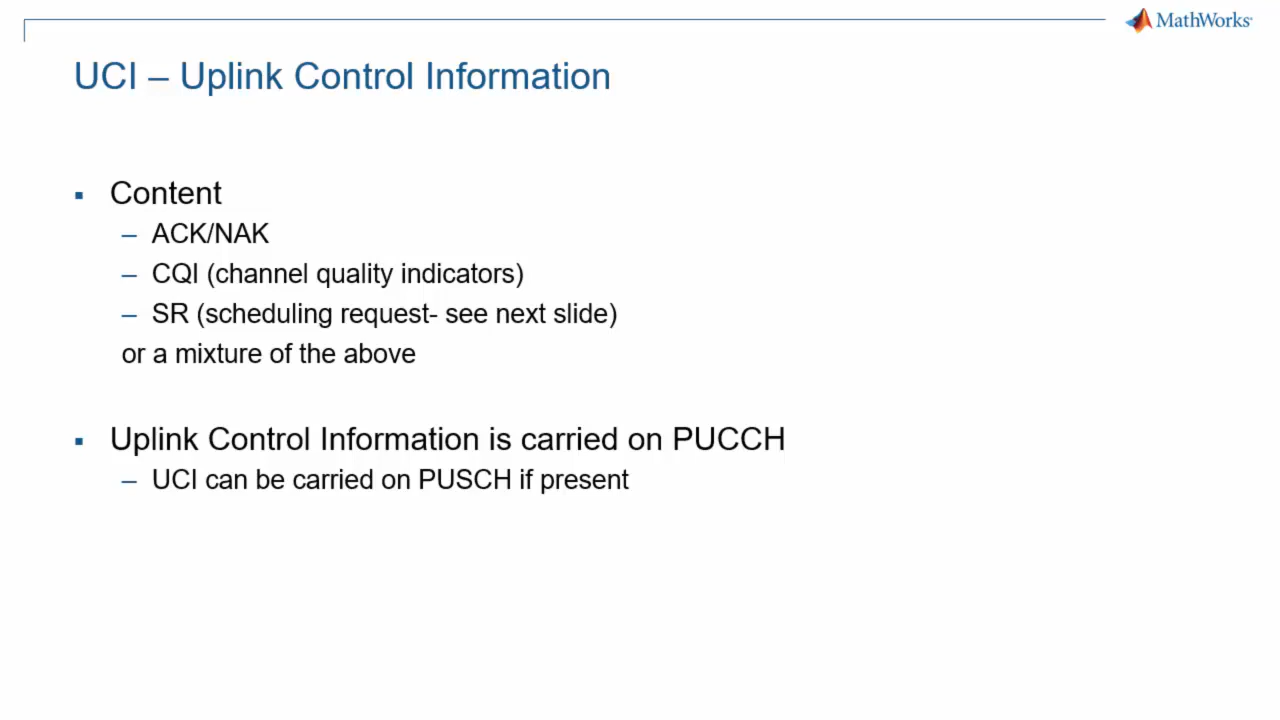 MathWorks
UCI – Uplink Control Information
▪ Content
– ACK/NAK
– CQI (channel quality indicators)
– SR (scheduling request- see next slide)
or a mixture of the above
▪ Uplink Control Information is carried on PUCCH
– UCI can be carried on PUSCH if present